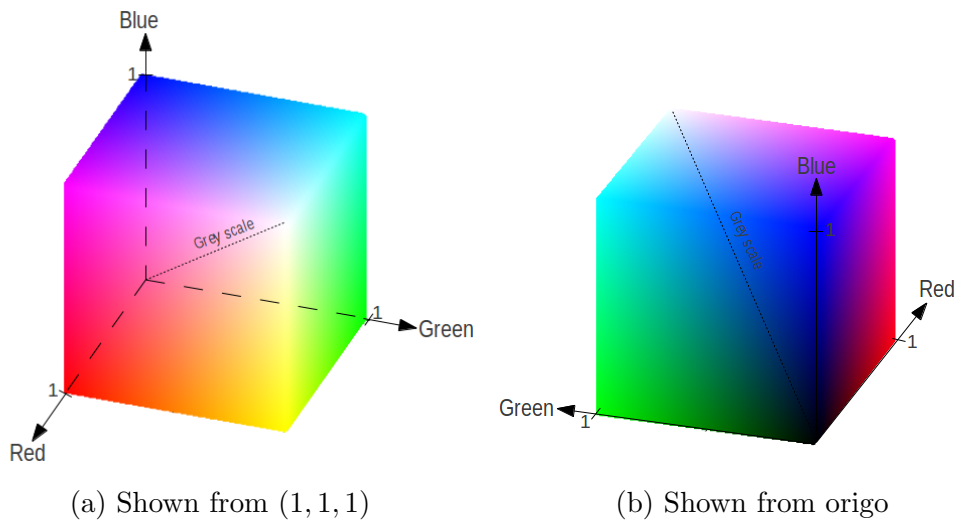 Blue
1
Grey scale
1
Green
1
Red
(a) Shown from (1, 1, 1)
Blue
Grey scale
1
Red
1
Green
1
(b) Shown from origo